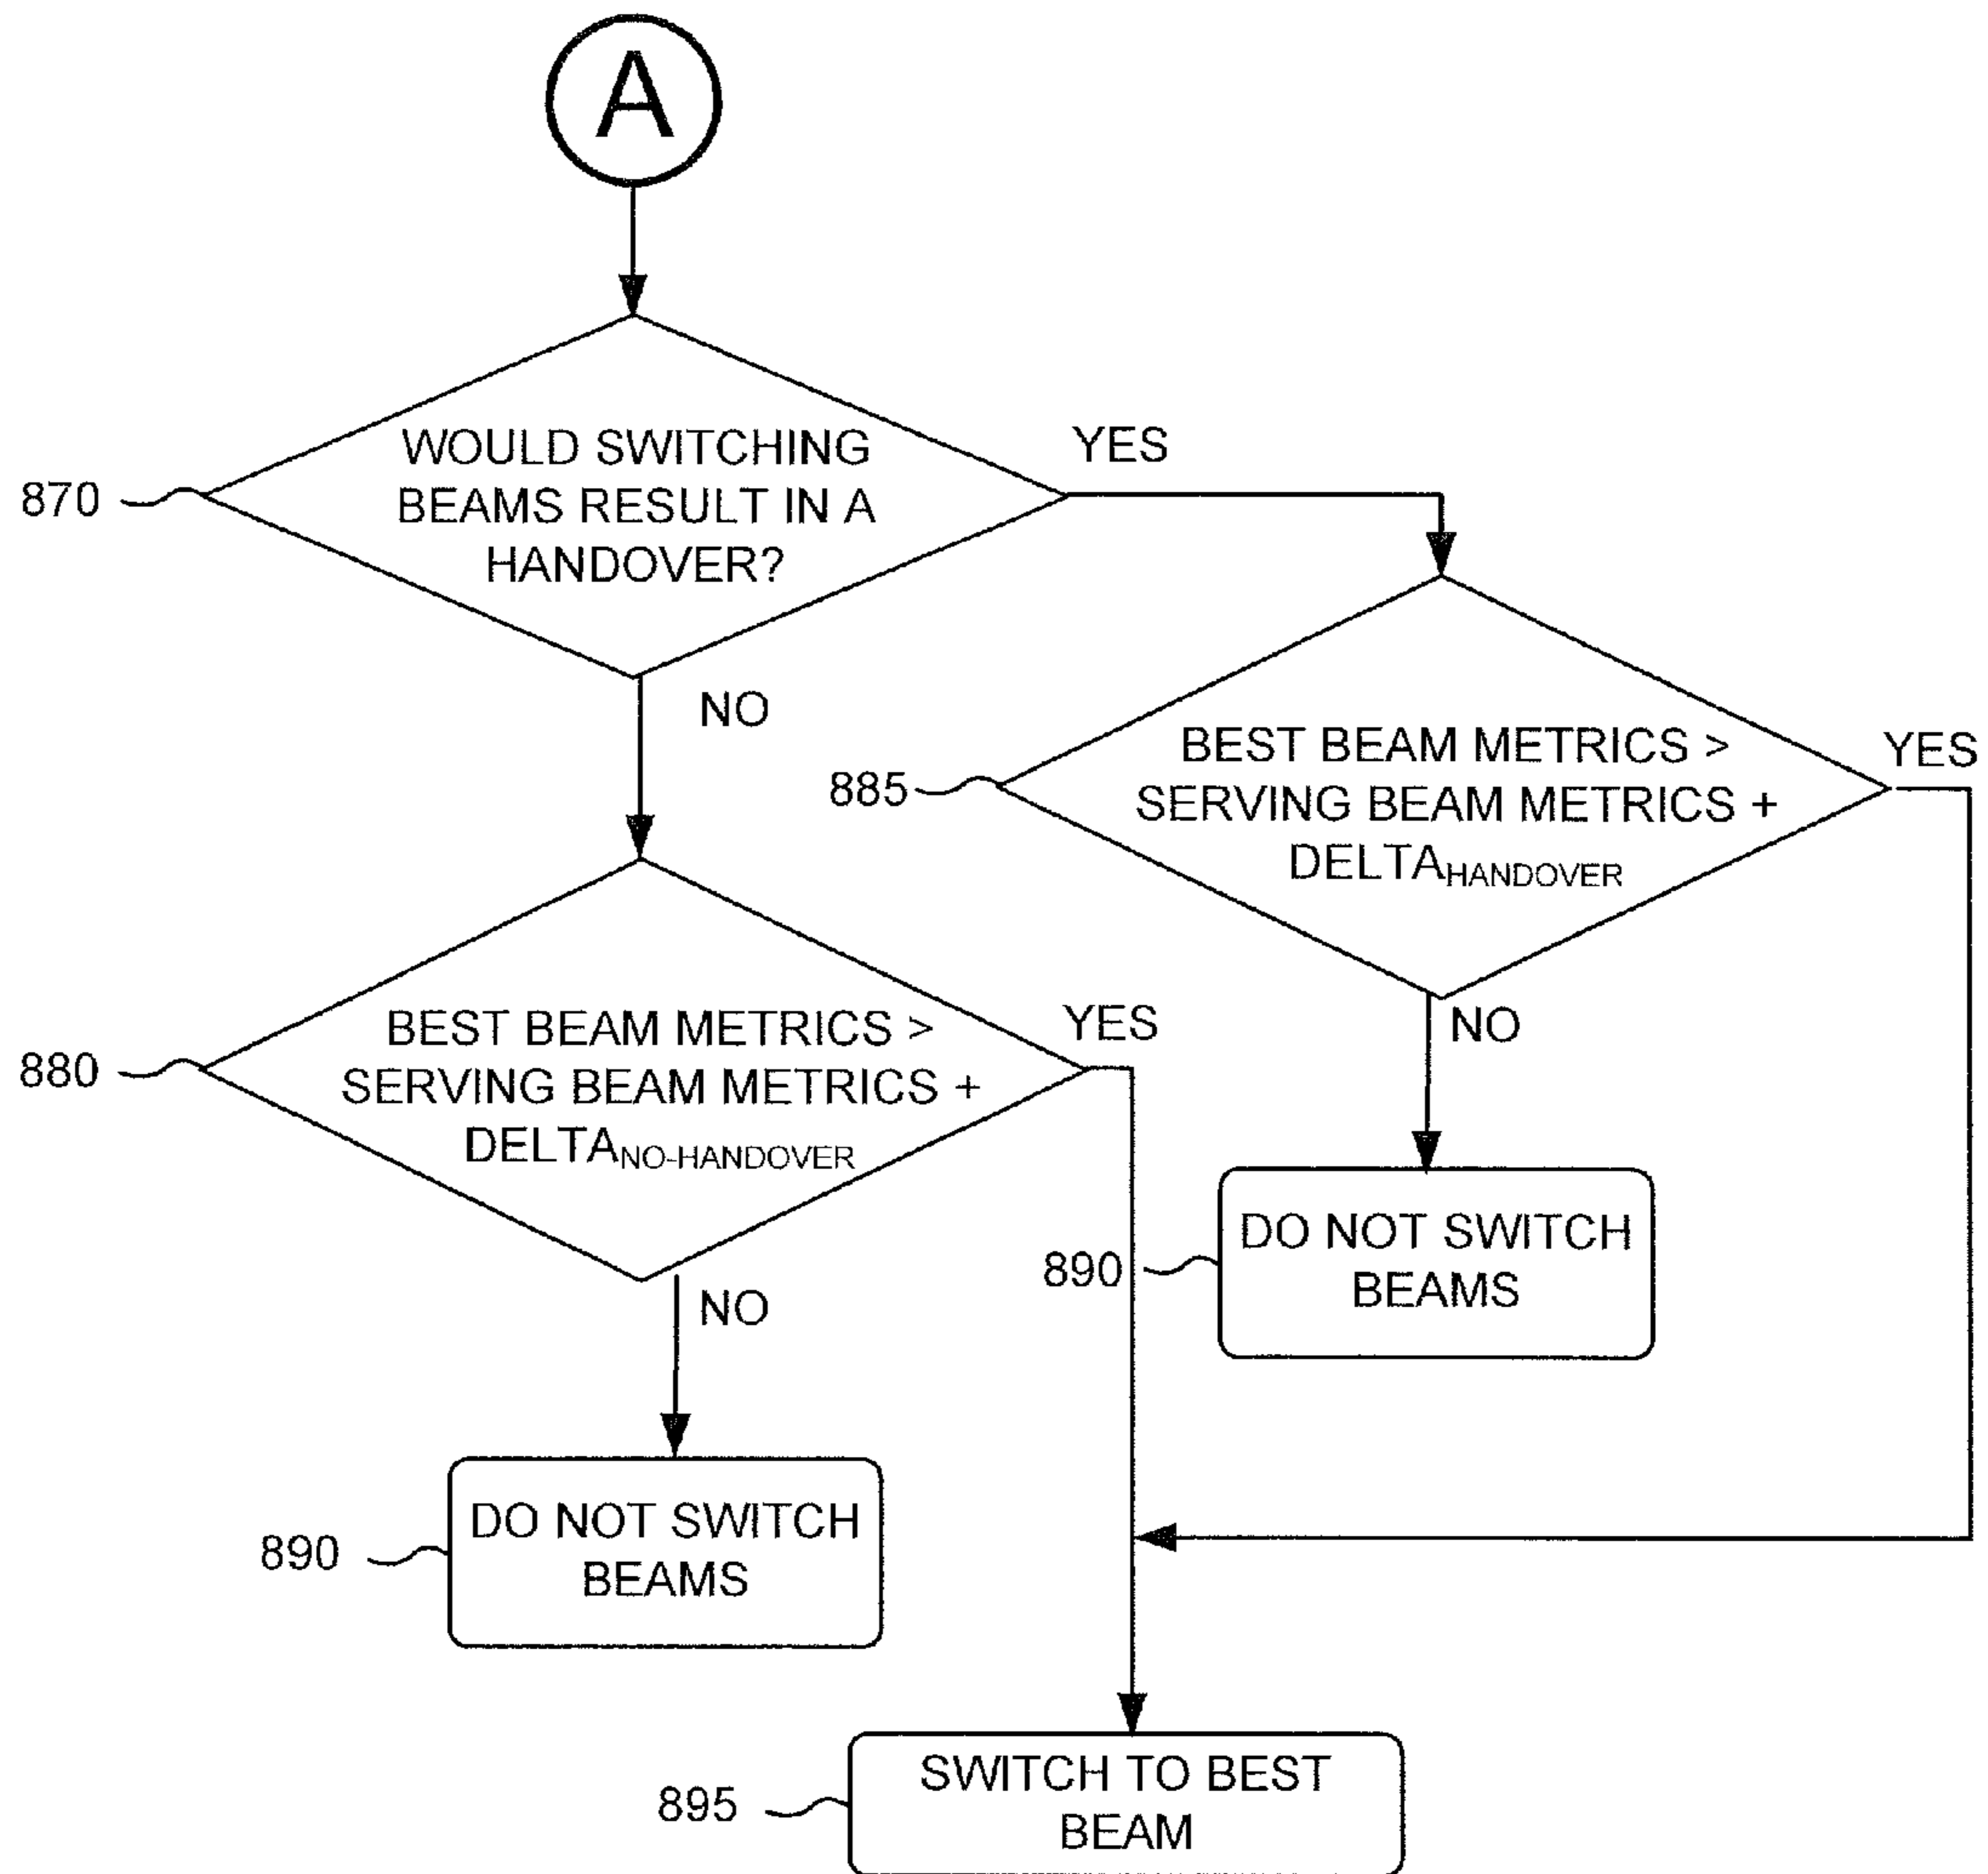 A
WOULD SWITCHING
BEAMS RESULT IN A
HANDOVER?
870
YES
NO
BEST BEAM METRICS >
SERVING BEAM METRICS +
DELTAHANDOVER
885
YES
NO
BEST BEAM METRICS >
SERVING BEAM METRICS +
DELTANO-HANDOVER
880
YES
NO
DO NOT SWITCH
BEAMS
890
DO NOT SWITCH
BEAMS
890
SWITCH TO BEST
BEAM
895